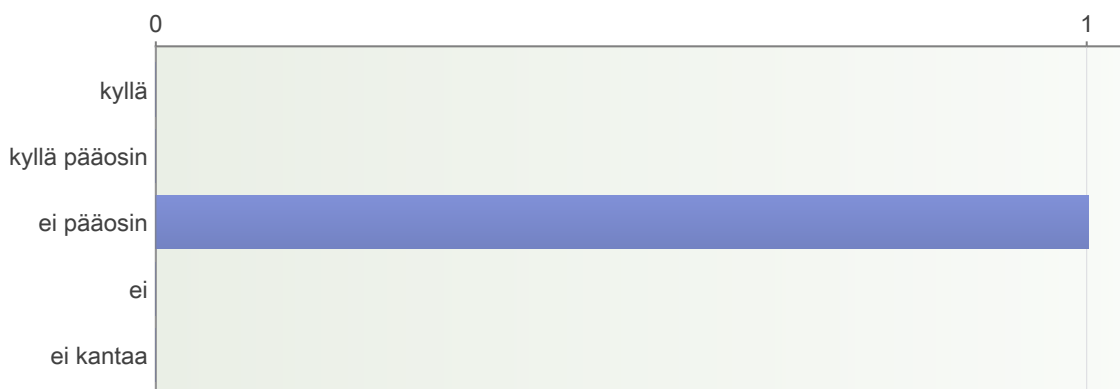 0 1
kyllä
kyllä pääosin
ei pääosin
ei
ei kantaa